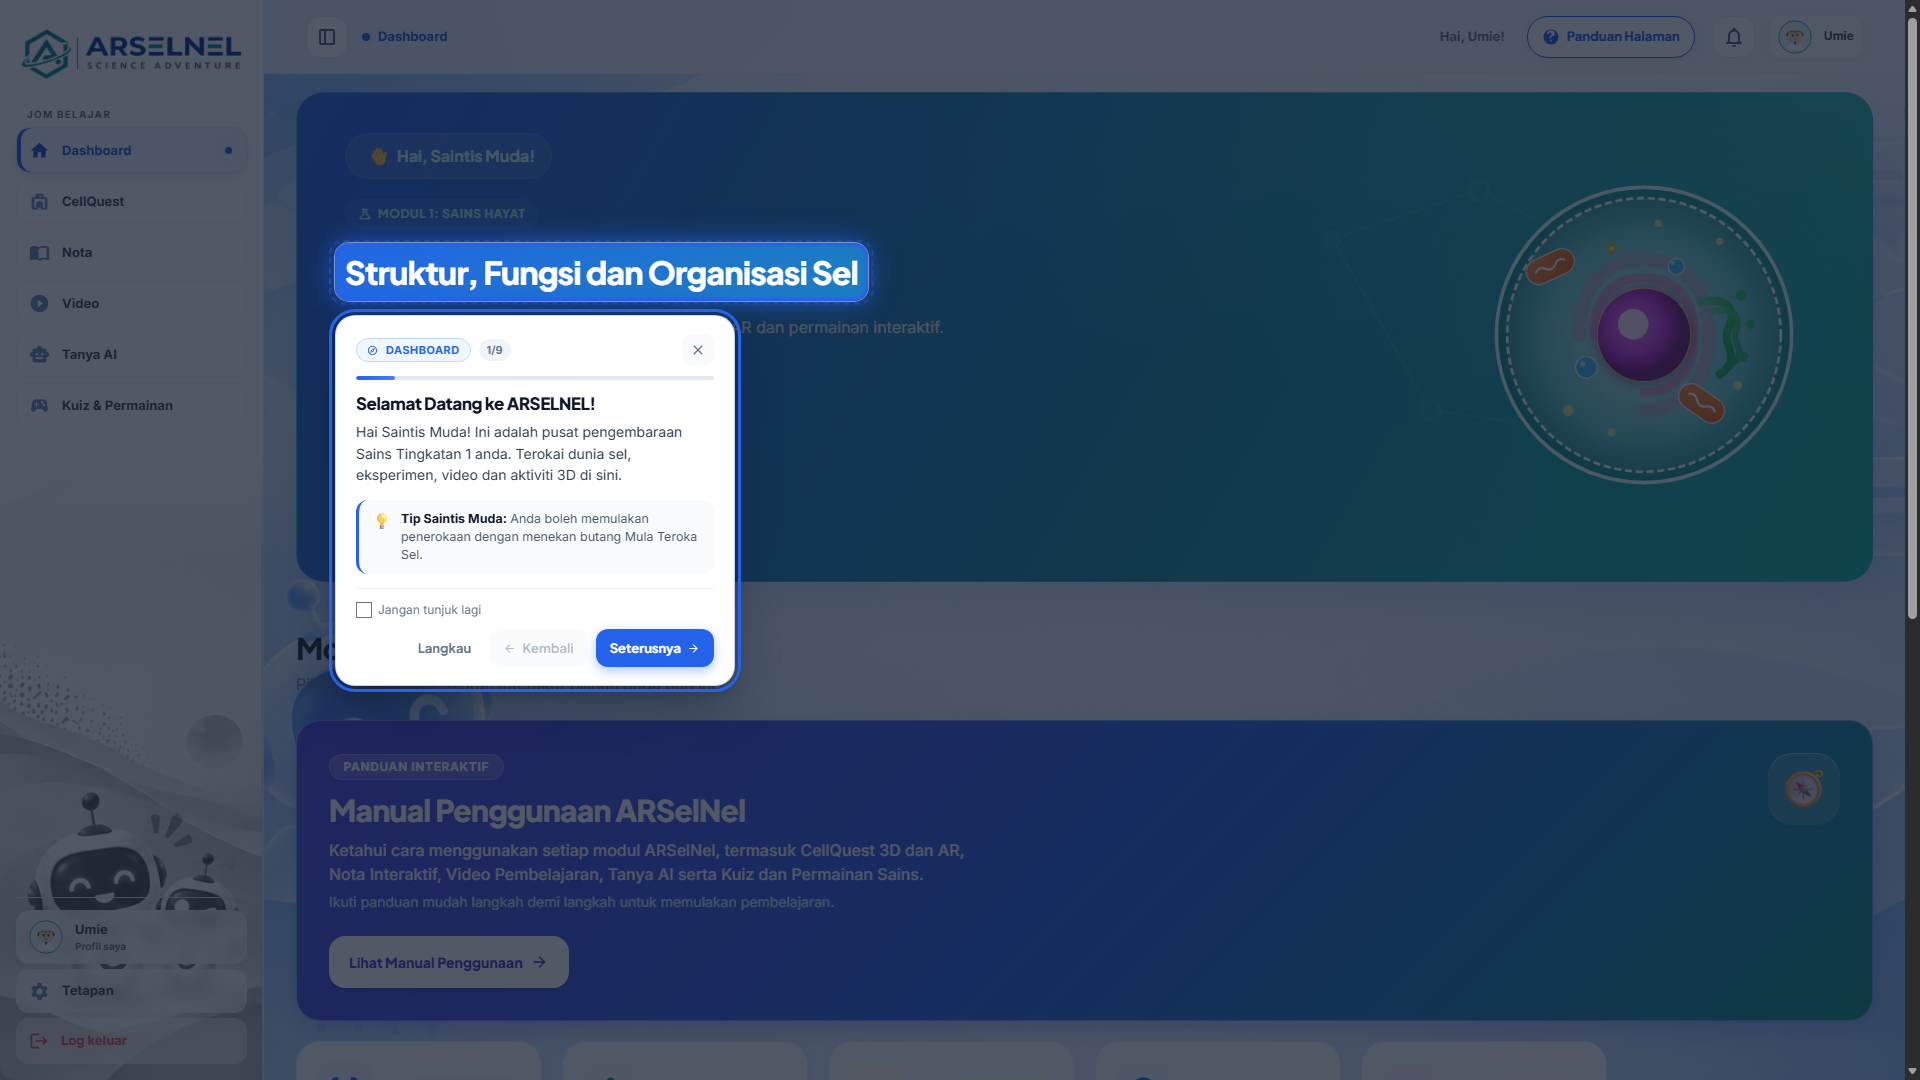 ARSELNEL
SCIENCE ADVENTURE
JOM BELAJAR
Dashboard
CellQuest
Nota
Video
Tanya AI
Kuiz & Permainan
Umie
Profil saya
Tetapan
Log keluar
Dashboard
Hai, Umie!
Panduan Halaman
Umie
Hai, Saintis Muda!
MODUL 1: SAINS HAYAT
Struktur, Fungsi dan Organisasi Sel
AR dan permainan interaktif.
DASHBOARD
1/9
Selamat Datang ke ARSELNEL!
Hai Saintis Muda! Ini adalah pusat pengembaraan
Sains Tingkatan 1 anda. Terokai dunia sel,
eksperimen, video dan aktiviti 3D di sini.
Tip Saintis Muda: Anda boleh memulakan
penerokaan dengan menekan butang Mula Teroka
Sel.
Jangan tunjuk lagi
Langkau
← Kembali
Seterusnya →
PANDUAN INTERAKTIF
Manual Penggunaan ARSelNel
Ketahui cara menggunakan setiap modul ARSelNel, termasuk CellQuest 3D dan AR,
Nota Interaktif, Video Pembelajaran, Tanya AI serta Kuiz dan Permainan Sains.
Ikuti panduan mudah langkah demi langkah untuk memulakan pembelajaran.
Lihat Manual Penggunaan →